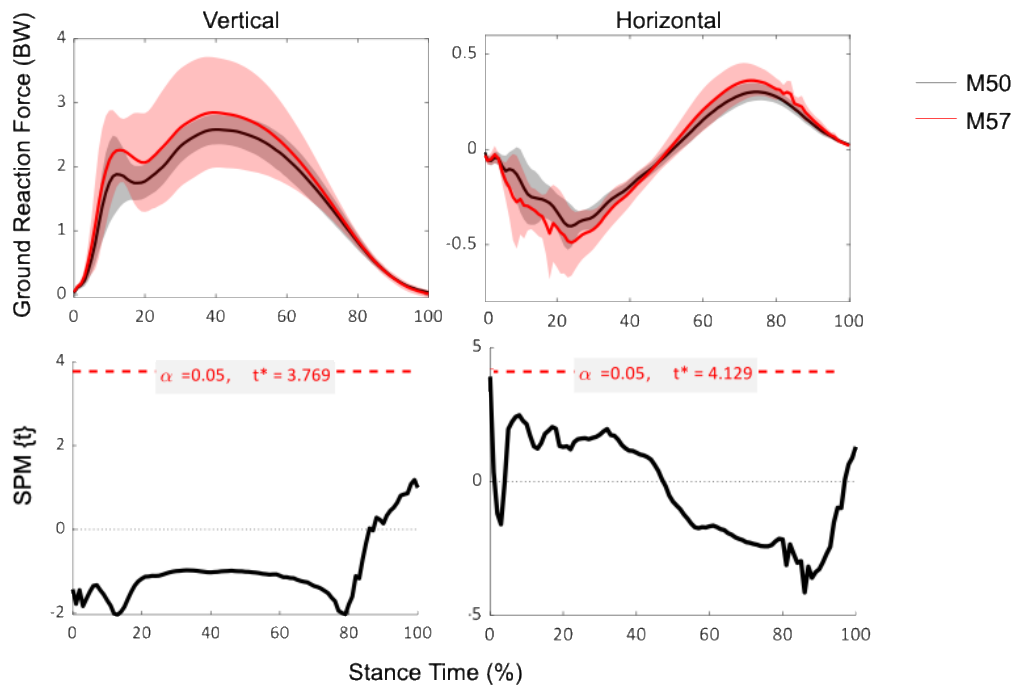 Vertical
Horizontal
Ground Reaction Force (BW)
4
3
2
1
0
0 20 40 60 80 100
0.5
0
-0.5
0 20 40 60 80 100
M50
M57
SPM {t}
4
2
0
-2
α =0.05, t* = 3.769
0 20 40 60 80 100
5
0
-5
α =0.05, t* = 4.129
0 20 40 60 80 100
Stance Time (%)